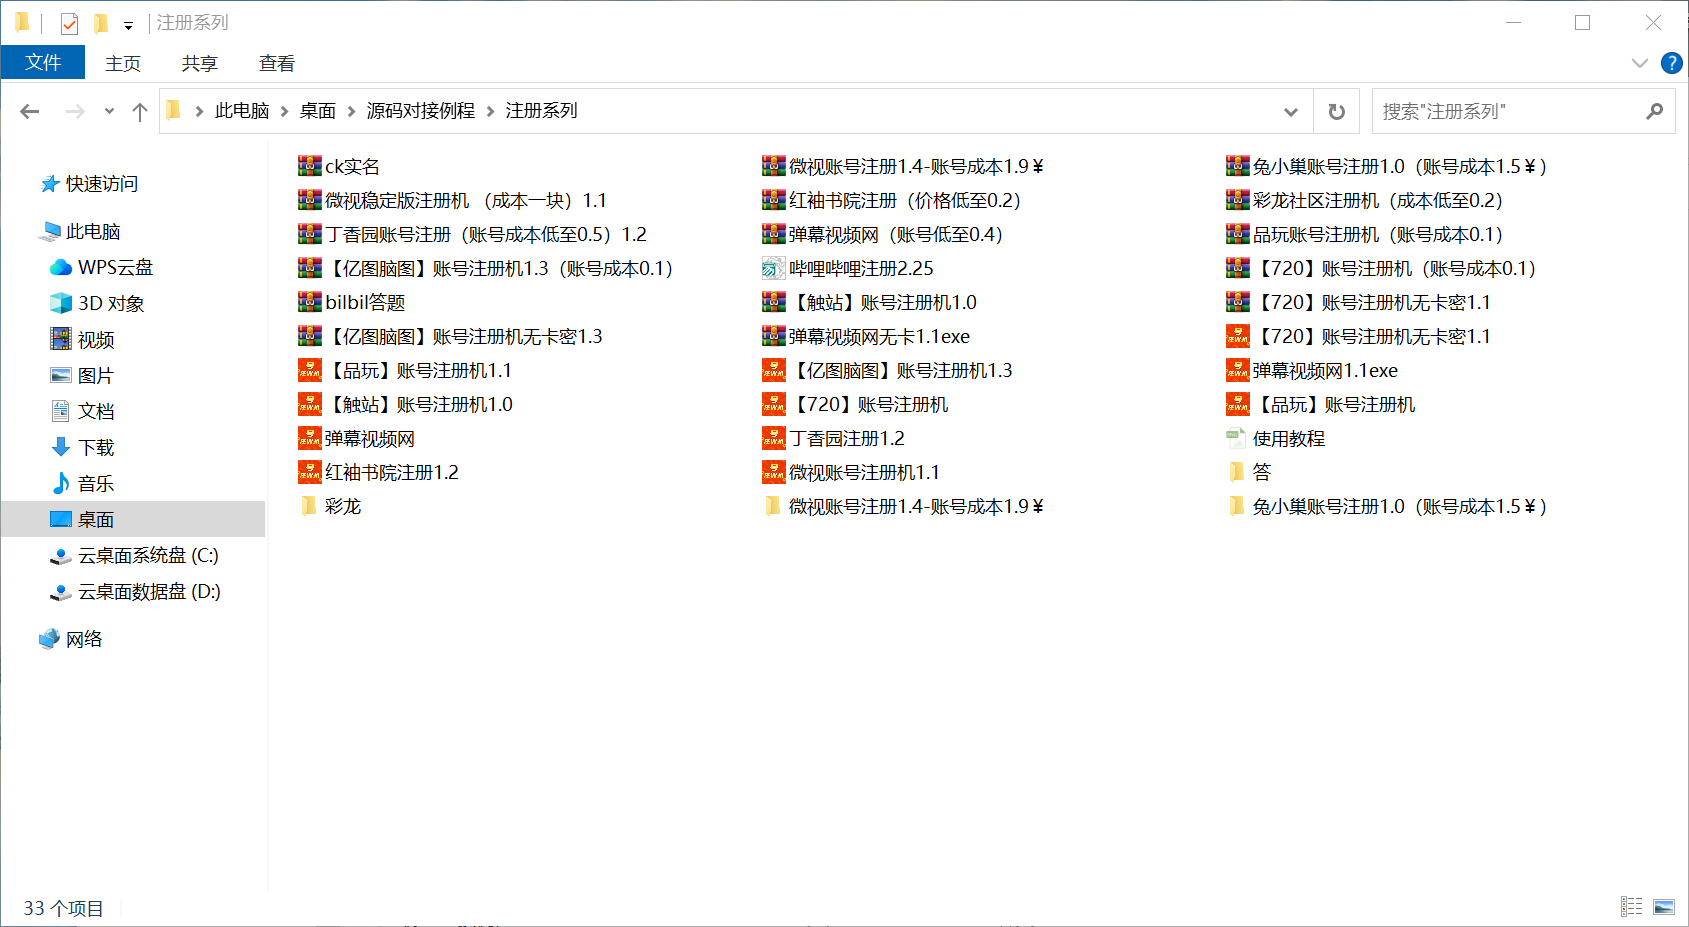 注册系列
文件 主页 共享 查看
此电脑 桌面 源码对接例程 注册系列
搜索"注册系列"
快速访问
此电脑
WPS云盘
3D 对象
视频
图片
文档
下载
音乐
桌面
云桌面系统盘 (C:)
云桌面数据盘 (D:)
网络
ck实名 微视账号注册1.4-账号成本1.9¥ 兔小巢账号注册1.0（账号成本1.5¥）
微视稳定版注册机 （成本一块）1.1 红袖书院注册（价格低至0.2） 彩龙社区注册机（成本低至0.2）
丁香园账号注册（账号成本低至0.5）1.2 弹幕视频网（账号低至0.4） 品玩账号注册机（账号成本0.1）
【亿图脑图】账号注册机1.3（账号成本0.1） 哔哩哔哩注册2.25 【720】账号注册机（账号成本0.1）
bilbil答题 【触站】账号注册机1.0 【720】账号注册机无卡密1.1
【亿图脑图】账号注册机无卡密1.3 弹幕视频网无卡1.1exe 【720】账号注册机无卡密1.1
【品玩】账号注册机1.1 【亿图脑图】账号注册机1.3 弹幕视频网1.1exe
【触站】账号注册机1.0 【720】账号注册机 【品玩】账号注册机
弹幕视频网 丁香园注册1.2 使用教程
红袖书院注册1.2 微视账号注册机1.1 答
彩龙 微视账号注册1.4-账号成本1.9¥ 兔小巢账号注册1.0（账号成本1.5¥）
33 个项目